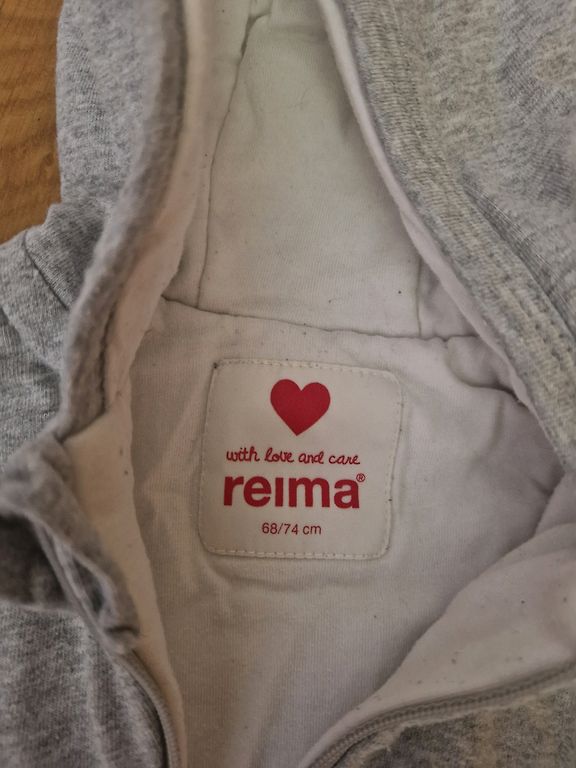 with love and care
reima®
68/74 cm